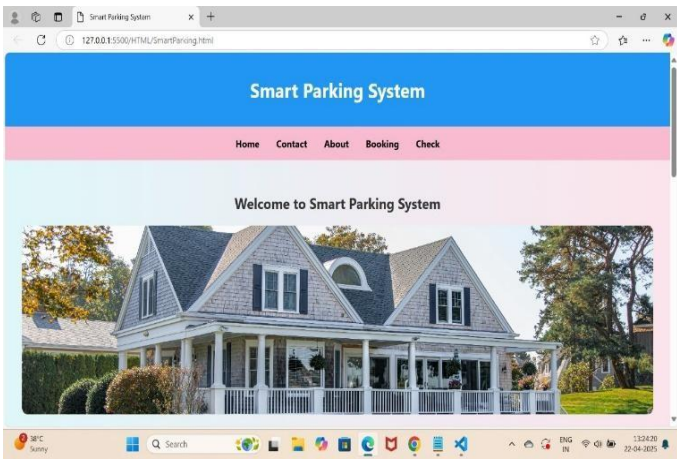 Smart Parking System
127.0.0.1:5500/HTML/SmartParking.html
Smart Parking System
Home Contact About Booking Check
Welcome to Smart Parking System
38°C
Sunny
Search
ENG
IN
13:24:20
22-04-2025